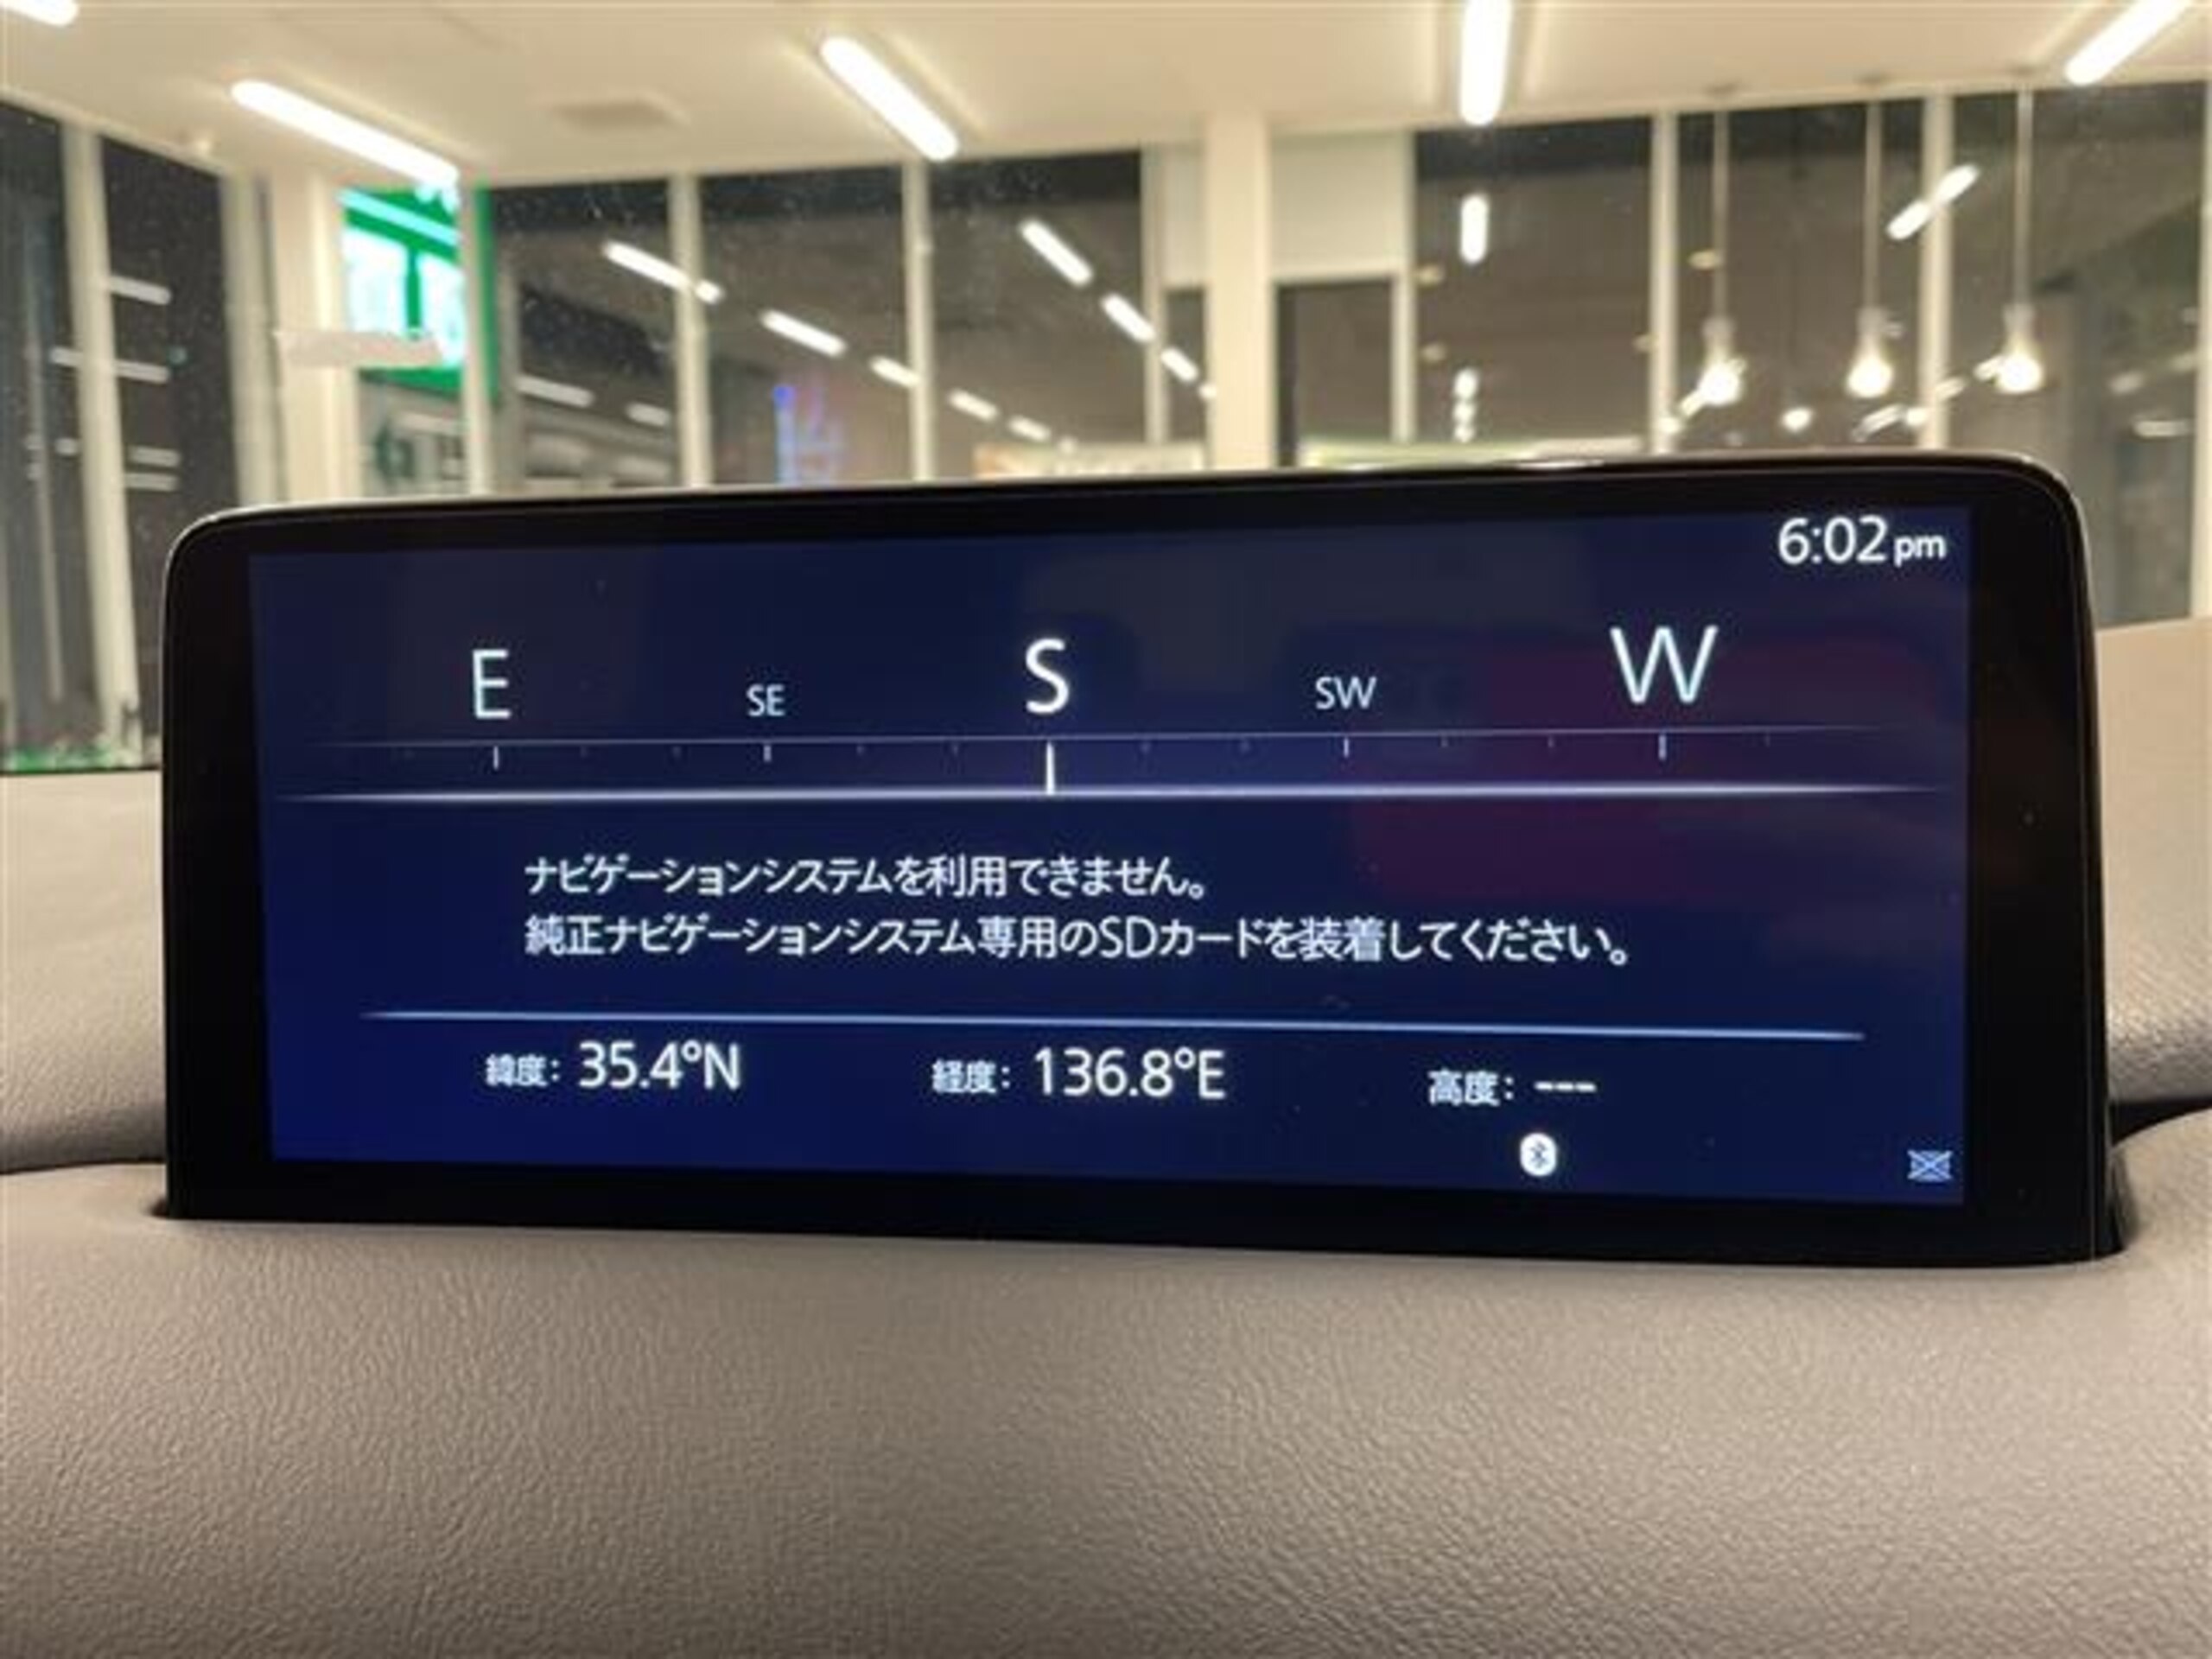 6:02pm
E SE S SW W
ナビゲーションシステムを利用できません。
純正ナビゲーションシステム専用のSDカードを装着してください。
緯度: 35.4°N 経度: 136.8°E 高度: ---